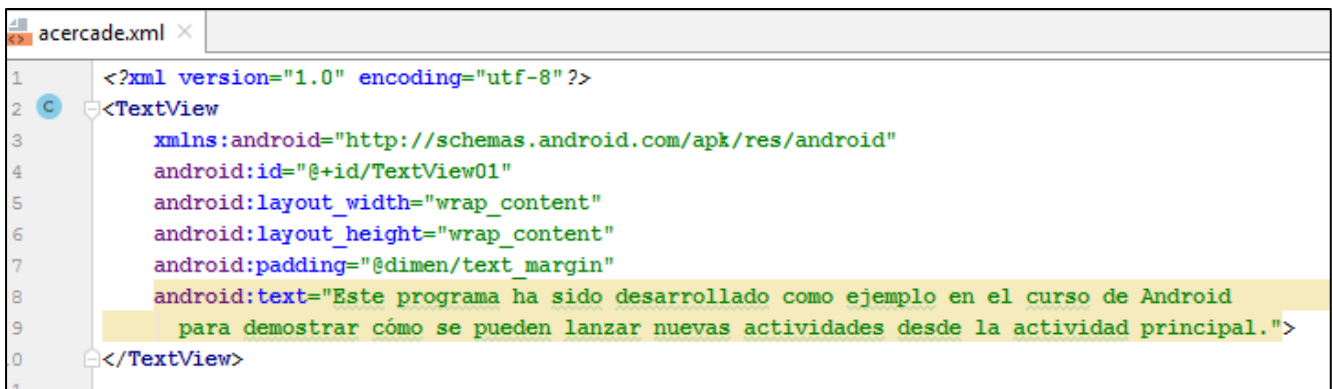 acercade.xml
1 <?xml version="1.0" encoding="utf-8"?>
2 C <TextView
3 xmlns:android="http://schemas.android.com/apk/res/android"
4 android:id="@+id/TextView01"
5 android:layout_width="wrap_content"
6 android:layout_height="wrap_content"
7 android:padding="@dimen/text_margin"
8 android:text="Este programa ha sido desarrollado como ejemplo en el curso de Android
9 para demostrar cómo se pueden lanzar nuevas actividades desde la actividad principal.">
10 </TextView>